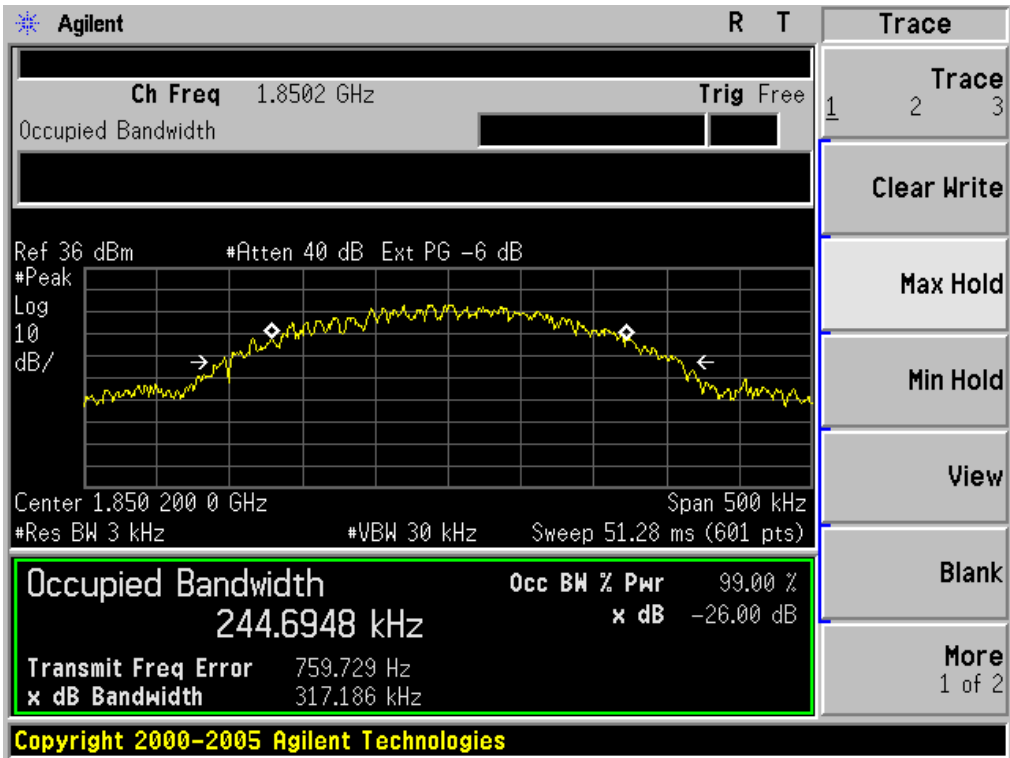 Agilent R T Trace
Ch Freq 1.8502 GHz Trig Free
Occupied Bandwidth
Trace
1 2 3
Clear Write
Max Hold
Min Hold
View
Blank
More
1 of 2
Ref 36 dBm #Atten 40 dB Ext PG -6 dB
#Peak
Log
10
dB/
Center 1.850 200 0 GHz Span 500 kHz
#Res BW 3 kHz #VBW 30 kHz Sweep 51.28 ms (601 pts)
Occupied Bandwidth Occ BW % Pwr 99.00 %
244.6948 kHz x dB -26.00 dB
Transmit Freq Error 759.729 Hz
x dB Bandwidth 317.186 kHz
Copyright 2000-2005 Agilent Technologies